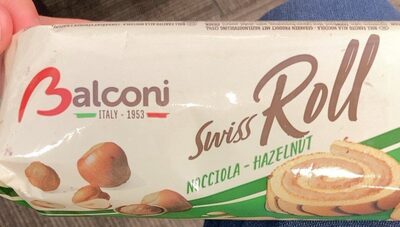 Balconi
ITALY - 1953
Swiss Roll
NOCCIOLA - HAZELNUT